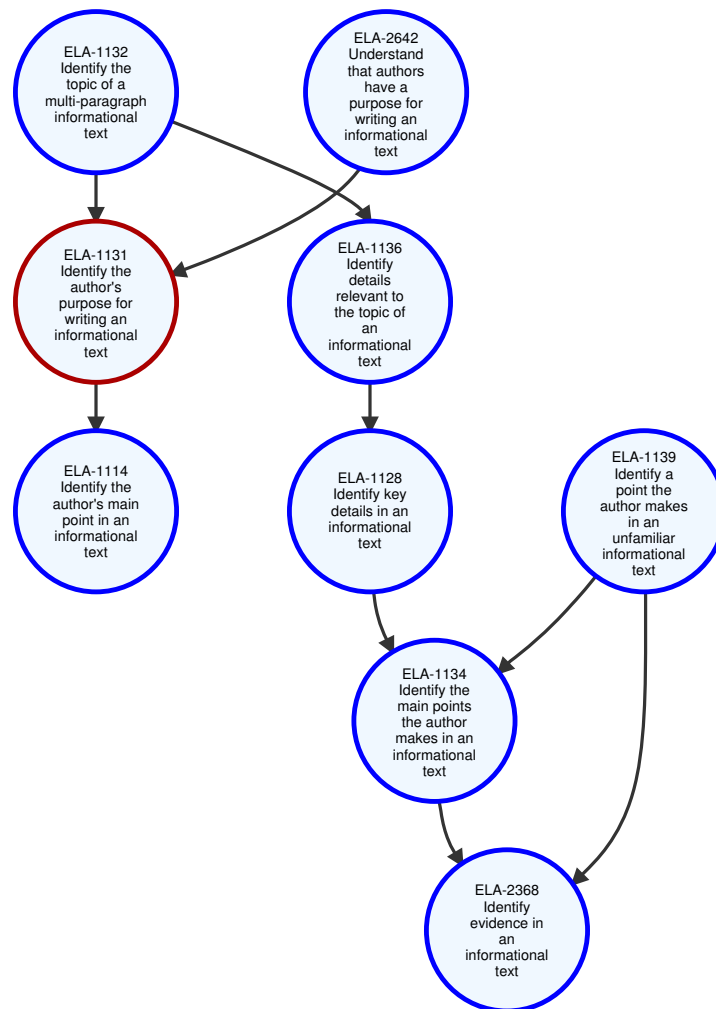 ELA-1132
Identify the
topic of a
multi-paragraph
informational
text
ELA-2642
Understand
that authors
have a
purpose for
writing an
informational
text
ELA-1131
Identify the
author's
purpose for
writing an
informational
text
ELA-1136
Identify
details
relevant to
the topic of
an
informational
text
ELA-1114
Identify the
author's main
point in an
informational
text
ELA-1128
Identify key
details in an
informational
text
ELA-1139
Identify a
point the
author makes
in an
unfamiliar
informational
text
ELA-1134
Identify the
main points
the author
makes in an
informational
text
ELA-2368
Identify
evidence in
an
informational
text